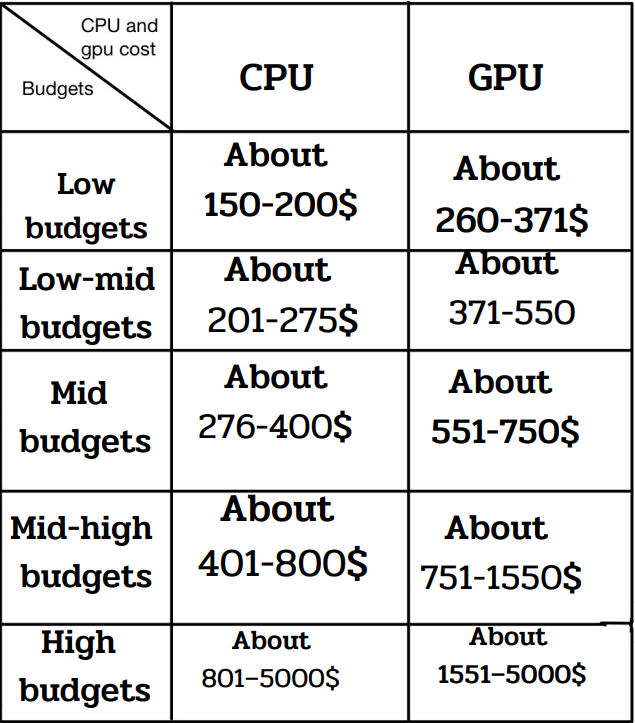 CPU and
gpu cost
Budgets
CPU
GPU
Low
budgets
About
150-200$
About
260-371$
Low-mid
budgets
About
201-275$
About
371-550
Mid
budgets
About
276-400$
About
551-750$
Mid-high
budgets
About
401-800$
About
751-1550$
High
budgets
About
801–5000$
About
1551–5000$